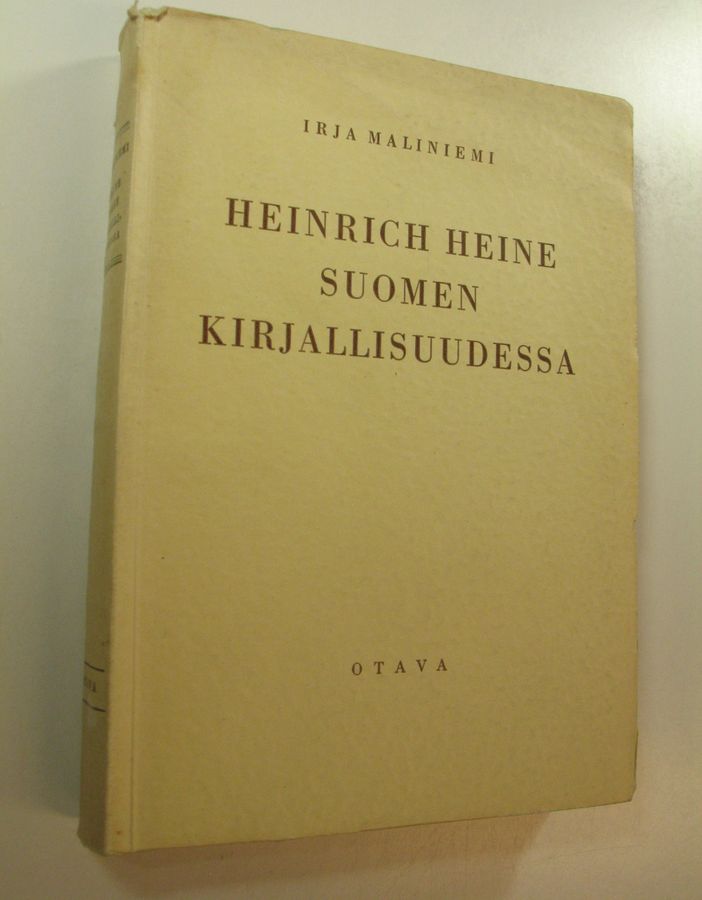 IRJA MALINIEMI
HEINRICH HEINE
SUOMEN
KIRJALLISUUDESSA
OTAVA